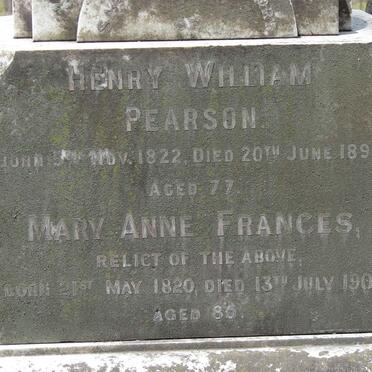 HENRY WILLIAM
PEARSON.
NOV. 1822, DIED 20TH JUNE 189
AGED 77.
MARY ANNE FRANCES,
RELICT OF THE ABOVE,
BORN 21ST MAY 1820, DIED 13TH JULY 190
AGED 86.